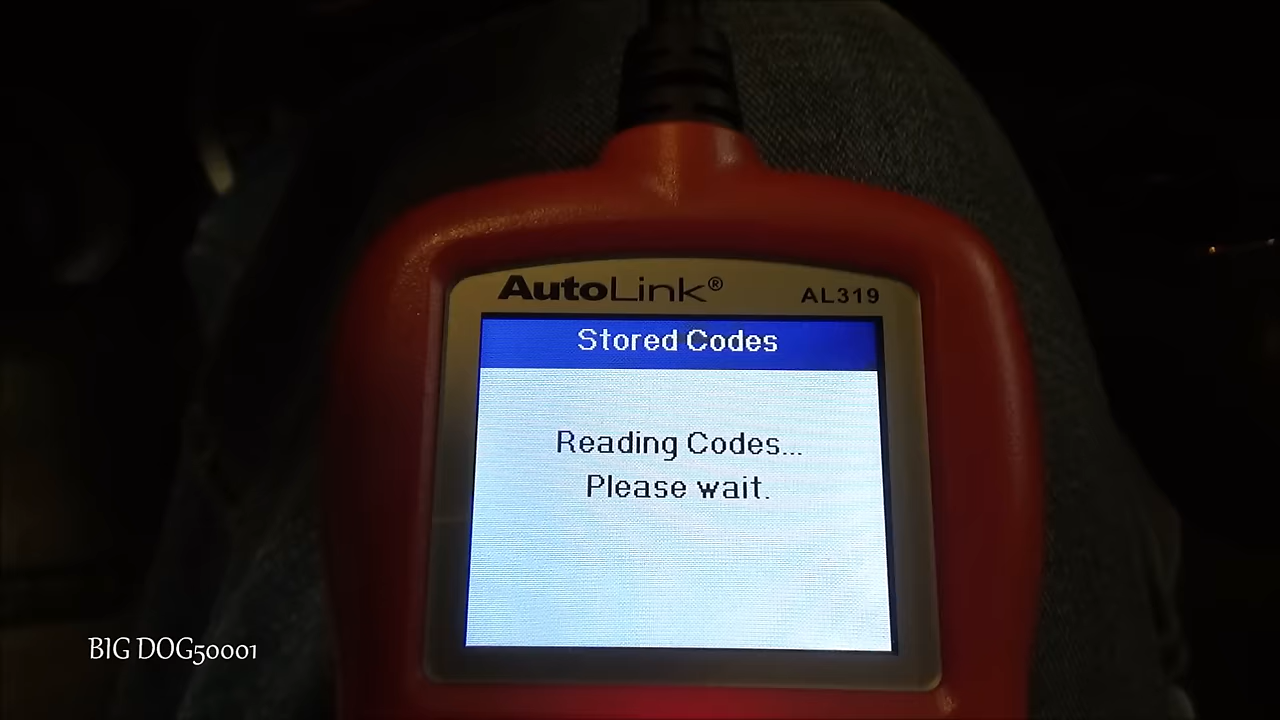 AutoLink®
AL319
Stored Codes
Reading Codes...
Please wait.
BIG DOG50001